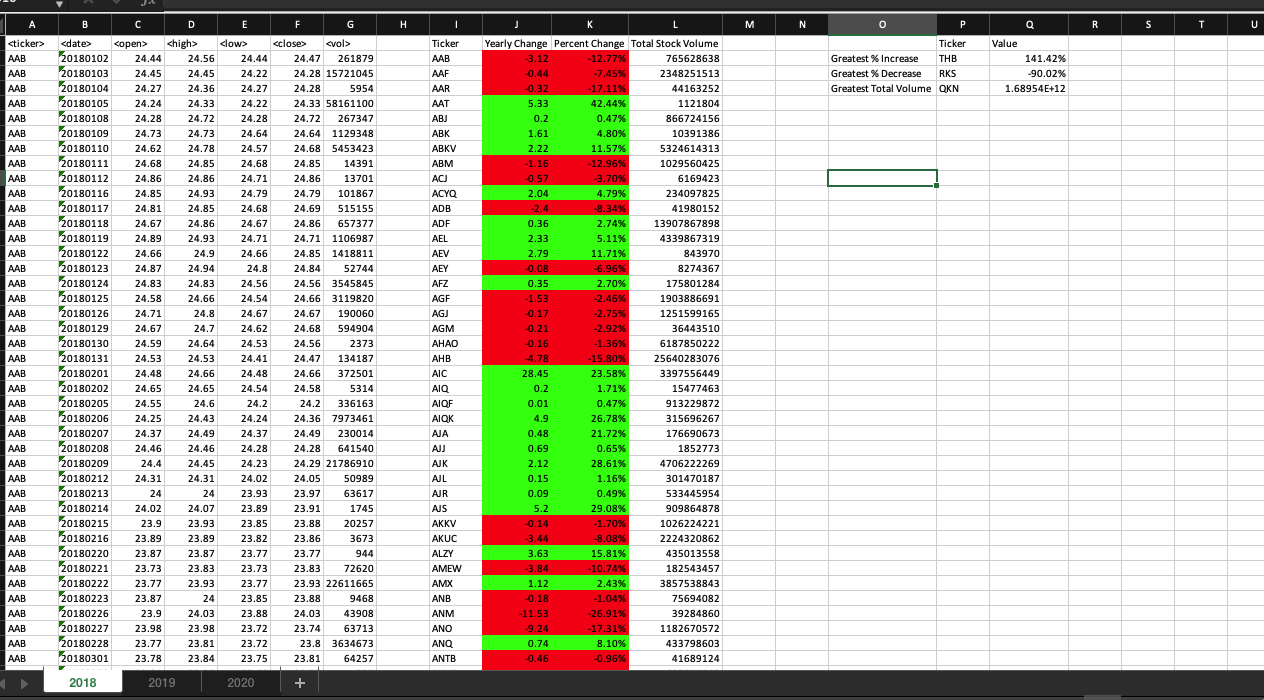 A B C D E F G H I J K L M N O P Q R S T U
<ticker> <date> <open> <high> <low> <close> <vol> Ticker Yearly Change Percent Change Total Stock Volume Ticker Value
AAB 20180102 24.44 24.56 24.44 24.47 261879 AAB -3.12 -12.77% 765628638 Greatest % Increase THB 141.42%
AAB 20180103 24.45 24.45 24.22 24.28 15721045 AAF -0.44 -7.45% 2348251513 Greatest % Decrease RKS -90.02%
AAB 20180104 24.27 24.36 24.27 24.28 5954 AAR -0.32 -17.11% 44163252 Greatest Total Volume QKN 1.68954E+12
AAB 20180105 24.24 24.33 24.22 24.33 58161100 AAT 5.33 42.44% 1121804
AAB 20180108 24.28 24.72 24.28 24.72 267347 ABJ 0.2 0.47% 866724156
AAB 20180109 24.73 24.73 24.64 24.64 1129348 ABK 1.61 4.80% 10391386
AAB 20180110 24.62 24.78 24.57 24.68 5453423 ABKV 2.22 11.57% 5324614313
AAB 20180111 24.68 24.85 24.68 24.85 14391 ABM -1.16 -12.96% 1029560425
AAB 20180112 24.86 24.86 24.71 24.86 13701 ACJ -0.57 -3.70% 6169423
AAB 20180116 24.85 24.93 24.79 24.79 101867 ACYQ 2.04 4.79% 234097825
AAB 20180117 24.81 24.85 24.68 24.69 515155 ADB -2.4 -8.34% 41980152
AAB 20180118 24.67 24.86 24.67 24.86 657377 ADF 0.36 2.74% 13907867898
AAB 20180119 24.89 24.93 24.71 24.71 1106987 AEL 2.33 5.11% 4339867319
AAB 20180122 24.66 24.9 24.66 24.85 1418811 AEV 2.79 11.71% 843970
AAB 20180123 24.87 24.94 24.8 24.84 52744 AEY -0.08 -6.96% 8274367
AAB 20180124 24.83 24.83 24.56 24.56 3545845 AFZ 0.35 2.70% 175801284
AAB 20180125 24.58 24.66 24.54 24.66 3119820 AGF -1.53 -2.46% 1903886691
AAB 20180126 24.71 24.8 24.67 24.67 190060 AGJ -0.17 -2.75% 1251599165
AAB 20180129 24.67 24.7 24.62 24.68 594904 AGM -0.21 -2.92% 36443510
AAB 20180130 24.59 24.64 24.53 24.56 2373 AHAO -0.16 -1.36% 6187850222
AAB 20180131 24.53 24.53 24.41 24.47 134187 AHB -4.78 -15.80% 25640283076
AAB 20180201 24.48 24.66 24.48 24.66 372501 AIC 28.45 23.58% 3397556449
AAB 20180202 24.65 24.65 24.54 24.58 5314 AIQ 0.2 1.71% 15477463
AAB 20180205 24.55 24.6 24.2 24.2 336163 AIQF 0.01 0.47% 913229872
AAB 20180206 24.25 24.43 24.24 24.36 7973461 AIQK 4.9 26.78% 315696267
AAB 20180207 24.37 24.49 24.37 24.49 230014 AJA 0.48 21.72% 176690673
AAB 20180208 24.46 24.46 24.28 24.28 641540 AJJ 0.69 0.65% 1852773
AAB 20180209 24.4 24.45 24.23 24.29 21786910 AJK 2.12 28.61% 4706222269
AAB 20180212 24.31 24.31 24.02 24.05 50989 AJL 0.15 1.16% 301470187
AAB 20180213 24 24 23.93 23.97 63617 AJR 0.09 0.49% 533445954
AAB 20180214 24.02 24.07 23.89 23.91 1745 AJS 5.2 29.08% 909864878
AAB 20180215 23.9 23.93 23.85 23.88 20257 AKKV -0.14 -1.70% 1026224221
AAB 20180216 23.89 23.89 23.82 23.86 3673 AKUC -3.44 -8.08% 2224320862
AAB 20180220 23.87 23.87 23.77 23.77 944 ALZY 3.63 15.81% 435013558
AAB 20180221 23.73 23.83 23.73 23.83 72620 AMEW -3.84 -10.74% 182543457
AAB 20180222 23.77 23.93 23.77 23.93 22611665 AMX 1.12 2.43% 3857538843
AAB 20180223 23.87 24 23.85 23.88 9468 ANB -0.18 -1.04% 75694082
AAB 20180226 23.9 24.03 23.88 24.03 43908 ANM -11.53 -26.91% 39284860
AAB 20180227 23.98 23.98 23.72 23.74 63713 ANO -9.24 -17.31% 1182670572
AAB 20180228 23.77 23.81 23.72 23.8 3634673 ANQ 0.74 8.10% 433798603
AAB 20180301 23.78 23.84 23.75 23.81 64257 ANTB -0.46 -0.96% 41689124
2018 2019 2020 +